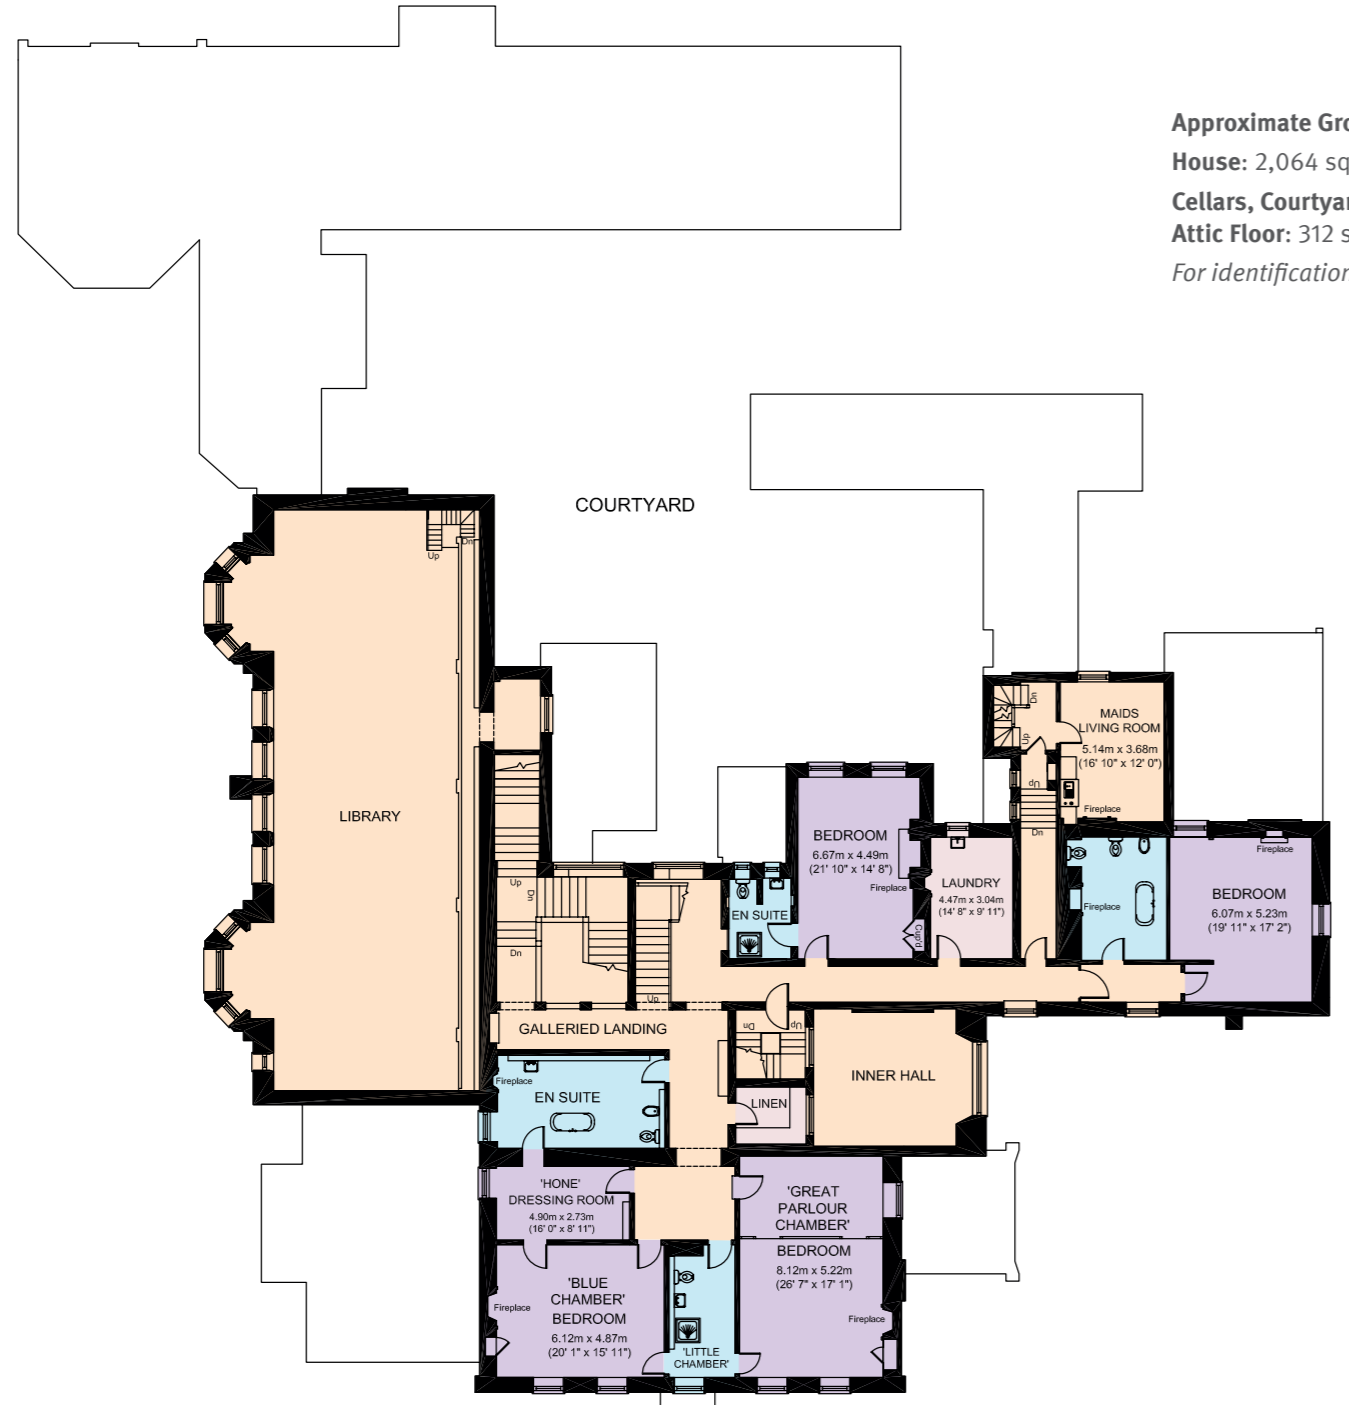 Approximate Gro
House: 2,064 sq
Cellars, Courtyar
Attic Floor: 312 s
For identification
COURTYARD
Up
Dn
LIBRARY
Up
Dn
Dn
Up
GALLERIED LANDING
EN SUITE
BEDROOM
6.67m x 4.49m
(21' 10" x 14' 8")
Fireplace
Cup'd
LAUNDRY
4.47m x 3.04m
(14' 8" x 9' 11")
Dn
Up
Up
Dn
MAIDS
LIVING ROOM
5.14m x 3.68m
(16' 10" x 12' 0")
Fireplace
Fireplace
Fireplace
BEDROOM
6.07m x 5.23m
(19' 11" x 17' 2")
Dn
Up
INNER HALL
LINEN
Fireplace
EN SUITE
'HONE'
DRESSING ROOM
4.90m x 2.73m
(16' 0" x 8' 11")
'GREAT
PARLOUR
CHAMBER'
BEDROOM
8.12m x 5.22m
(26' 7" x 17' 1")
Fireplace
'BLUE
CHAMBER'
BEDROOM
6.12m x 4.87m
(20' 1" x 15' 11")
Fireplace
'LITTLE
CHAMBER'